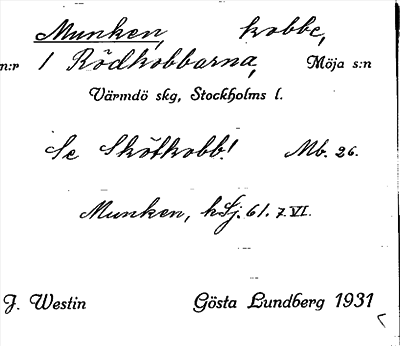 Munken, kobbe,
n:r 1 Rödkobbarna, Möja s:n
Värmdö skg, Stockholms l.
Se Skötkobb! Mb. 26.
Munken, kSj. 61. 7. VI.
J. Westin Gösta Lundberg 1931